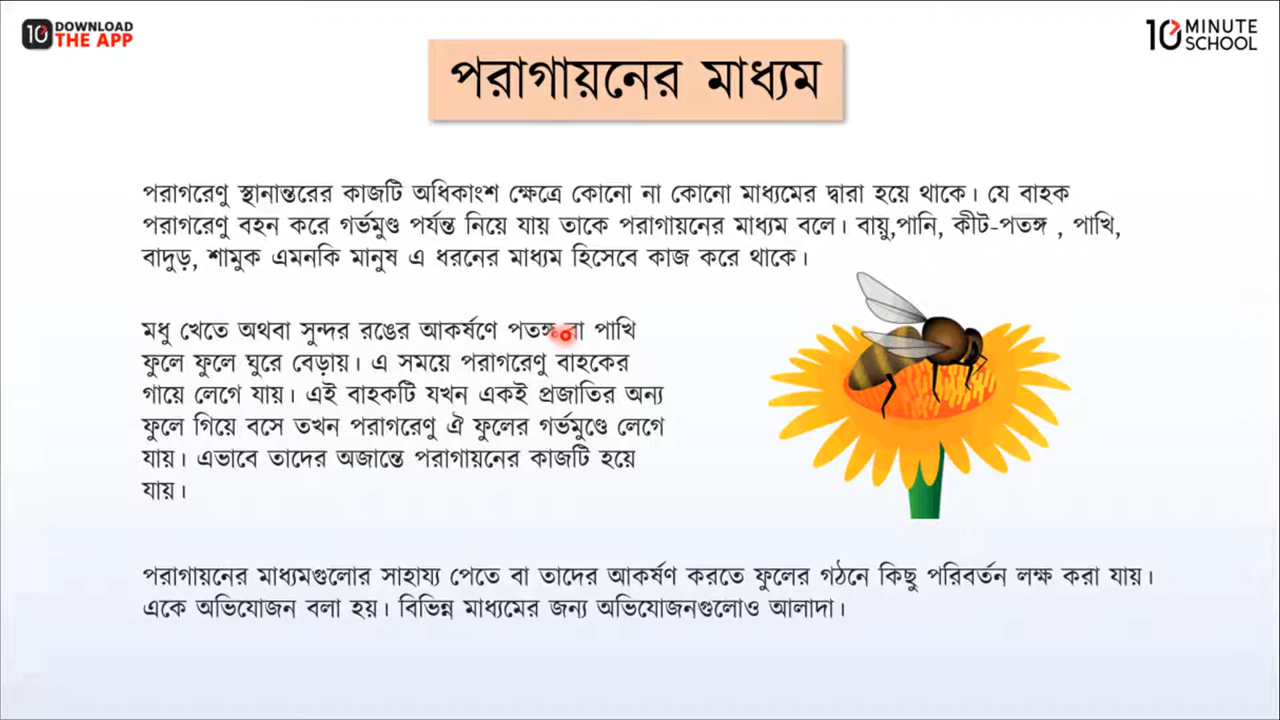 DOWNLOAD
THE APP
10 MINUTE
SCHOOL
পরাগায়নের মাধ্যম
পরাগরেণু স্থানান্তরের কাজটি অধিকাংশ ক্ষেত্রে কোনো না কোনো মাধ্যমের দ্বারা হয়ে থাকে। যে বাহক
পরাগরেণু বহন করে গর্ভমুণ্ড পর্যন্ত নিয়ে যায় তাকে পরাগায়নের মাধ্যম বলে। বায়ু,পানি, কীট-পতঙ্গ , পাখি,
বাদুড়, শামুক এমনকি মানুষ এ ধরনের মাধ্যম হিসেবে কাজ করে থাকে।
মধু খেতে অথবা সুন্দর রঙের আকর্ষণে পতঙ্গ বা পাখি
ফুলে ফুলে ঘুরে বেড়ায়। এ সময়ে পরাগরেণু বাহকের
গায়ে লেগে যায়। এই বাহকটি যখন একই প্রজাতির অন্য
ফুলে গিয়ে বসে তখন পরাগরেণু ঐ ফুলের গর্ভমুণ্ডে লেগে
যায়। এভাবে তাদের অজান্তে পরাগায়নের কাজটি হয়ে
যায়।
পরাগায়নের মাধ্যমগুলোর সাহায্য পেতে বা তাদের আকর্ষণ করতে ফুলের গঠনে কিছু পরিবর্তন লক্ষ করা যায়।
একে অভিযোজন বলা হয়। বিভিন্ন মাধ্যমের জন্য অভিযোজনগুলোও আলাদা।